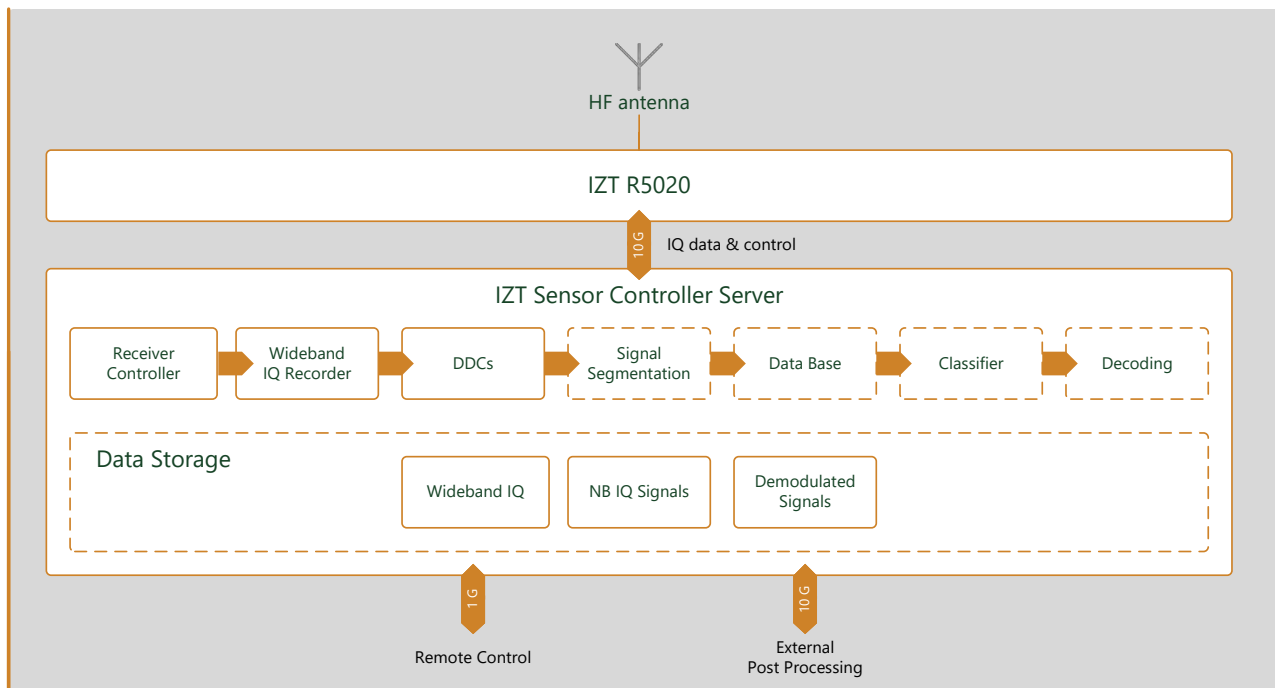 HF antenna
IZT R5020
10 G
IQ data & control
IZT Sensor Controller Server
Receiver
Controller
Wideband
IQ Recorder
DDCs
Signal
Segmentation
Data Base
Classifier
Decoding
Data Storage
Wideband IQ
NB IQ Signals
Demodulated
Signals
1 G
10 G
Remote Control
External
Post Processing